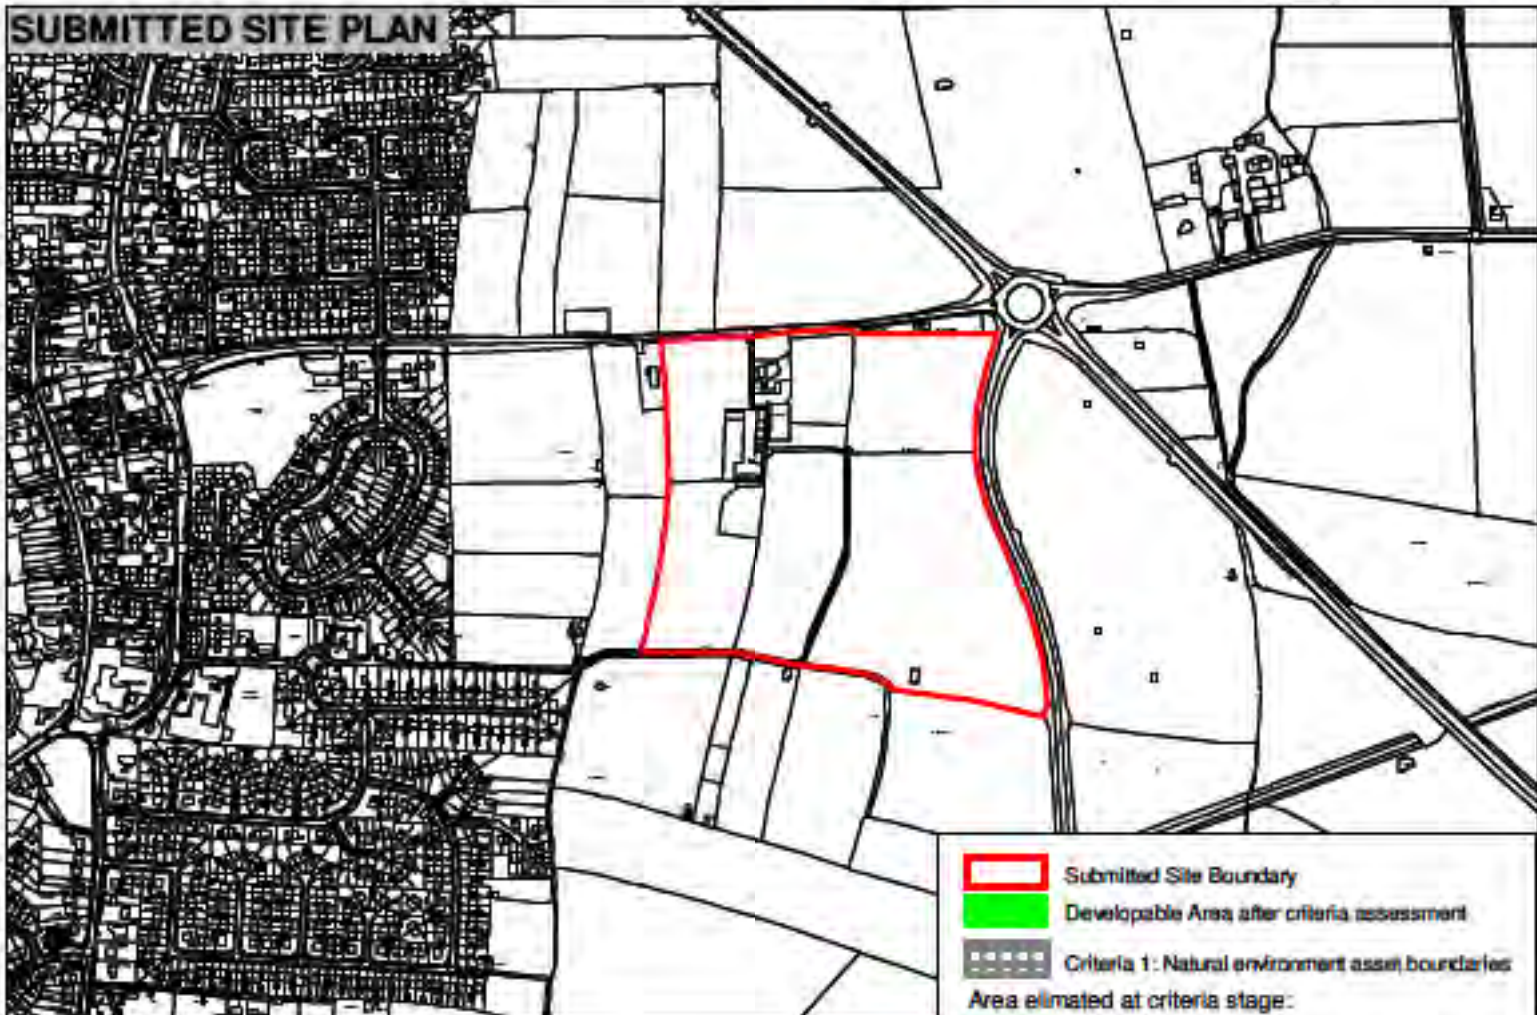 SUBMITTED SITE PLAN
Submitted Site Boundary
Developable Area after criteria assessment
Criteria 1: Natural environment asset boundaries
Area elimated at criteria stage: